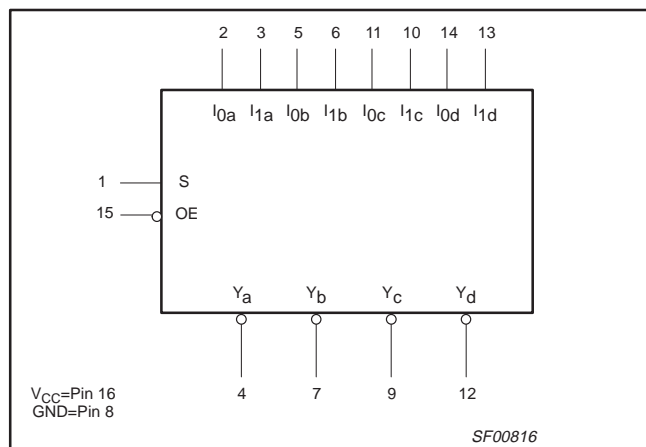 2 3 5 6 11 10 14 13
I0a I1a I0b I1b I0c I1c I0d I1d
1 S
15 OE
Ya Yb Yc Yd
4 7 9 12
VCC=Pin 16
GND=Pin 8
SF00816